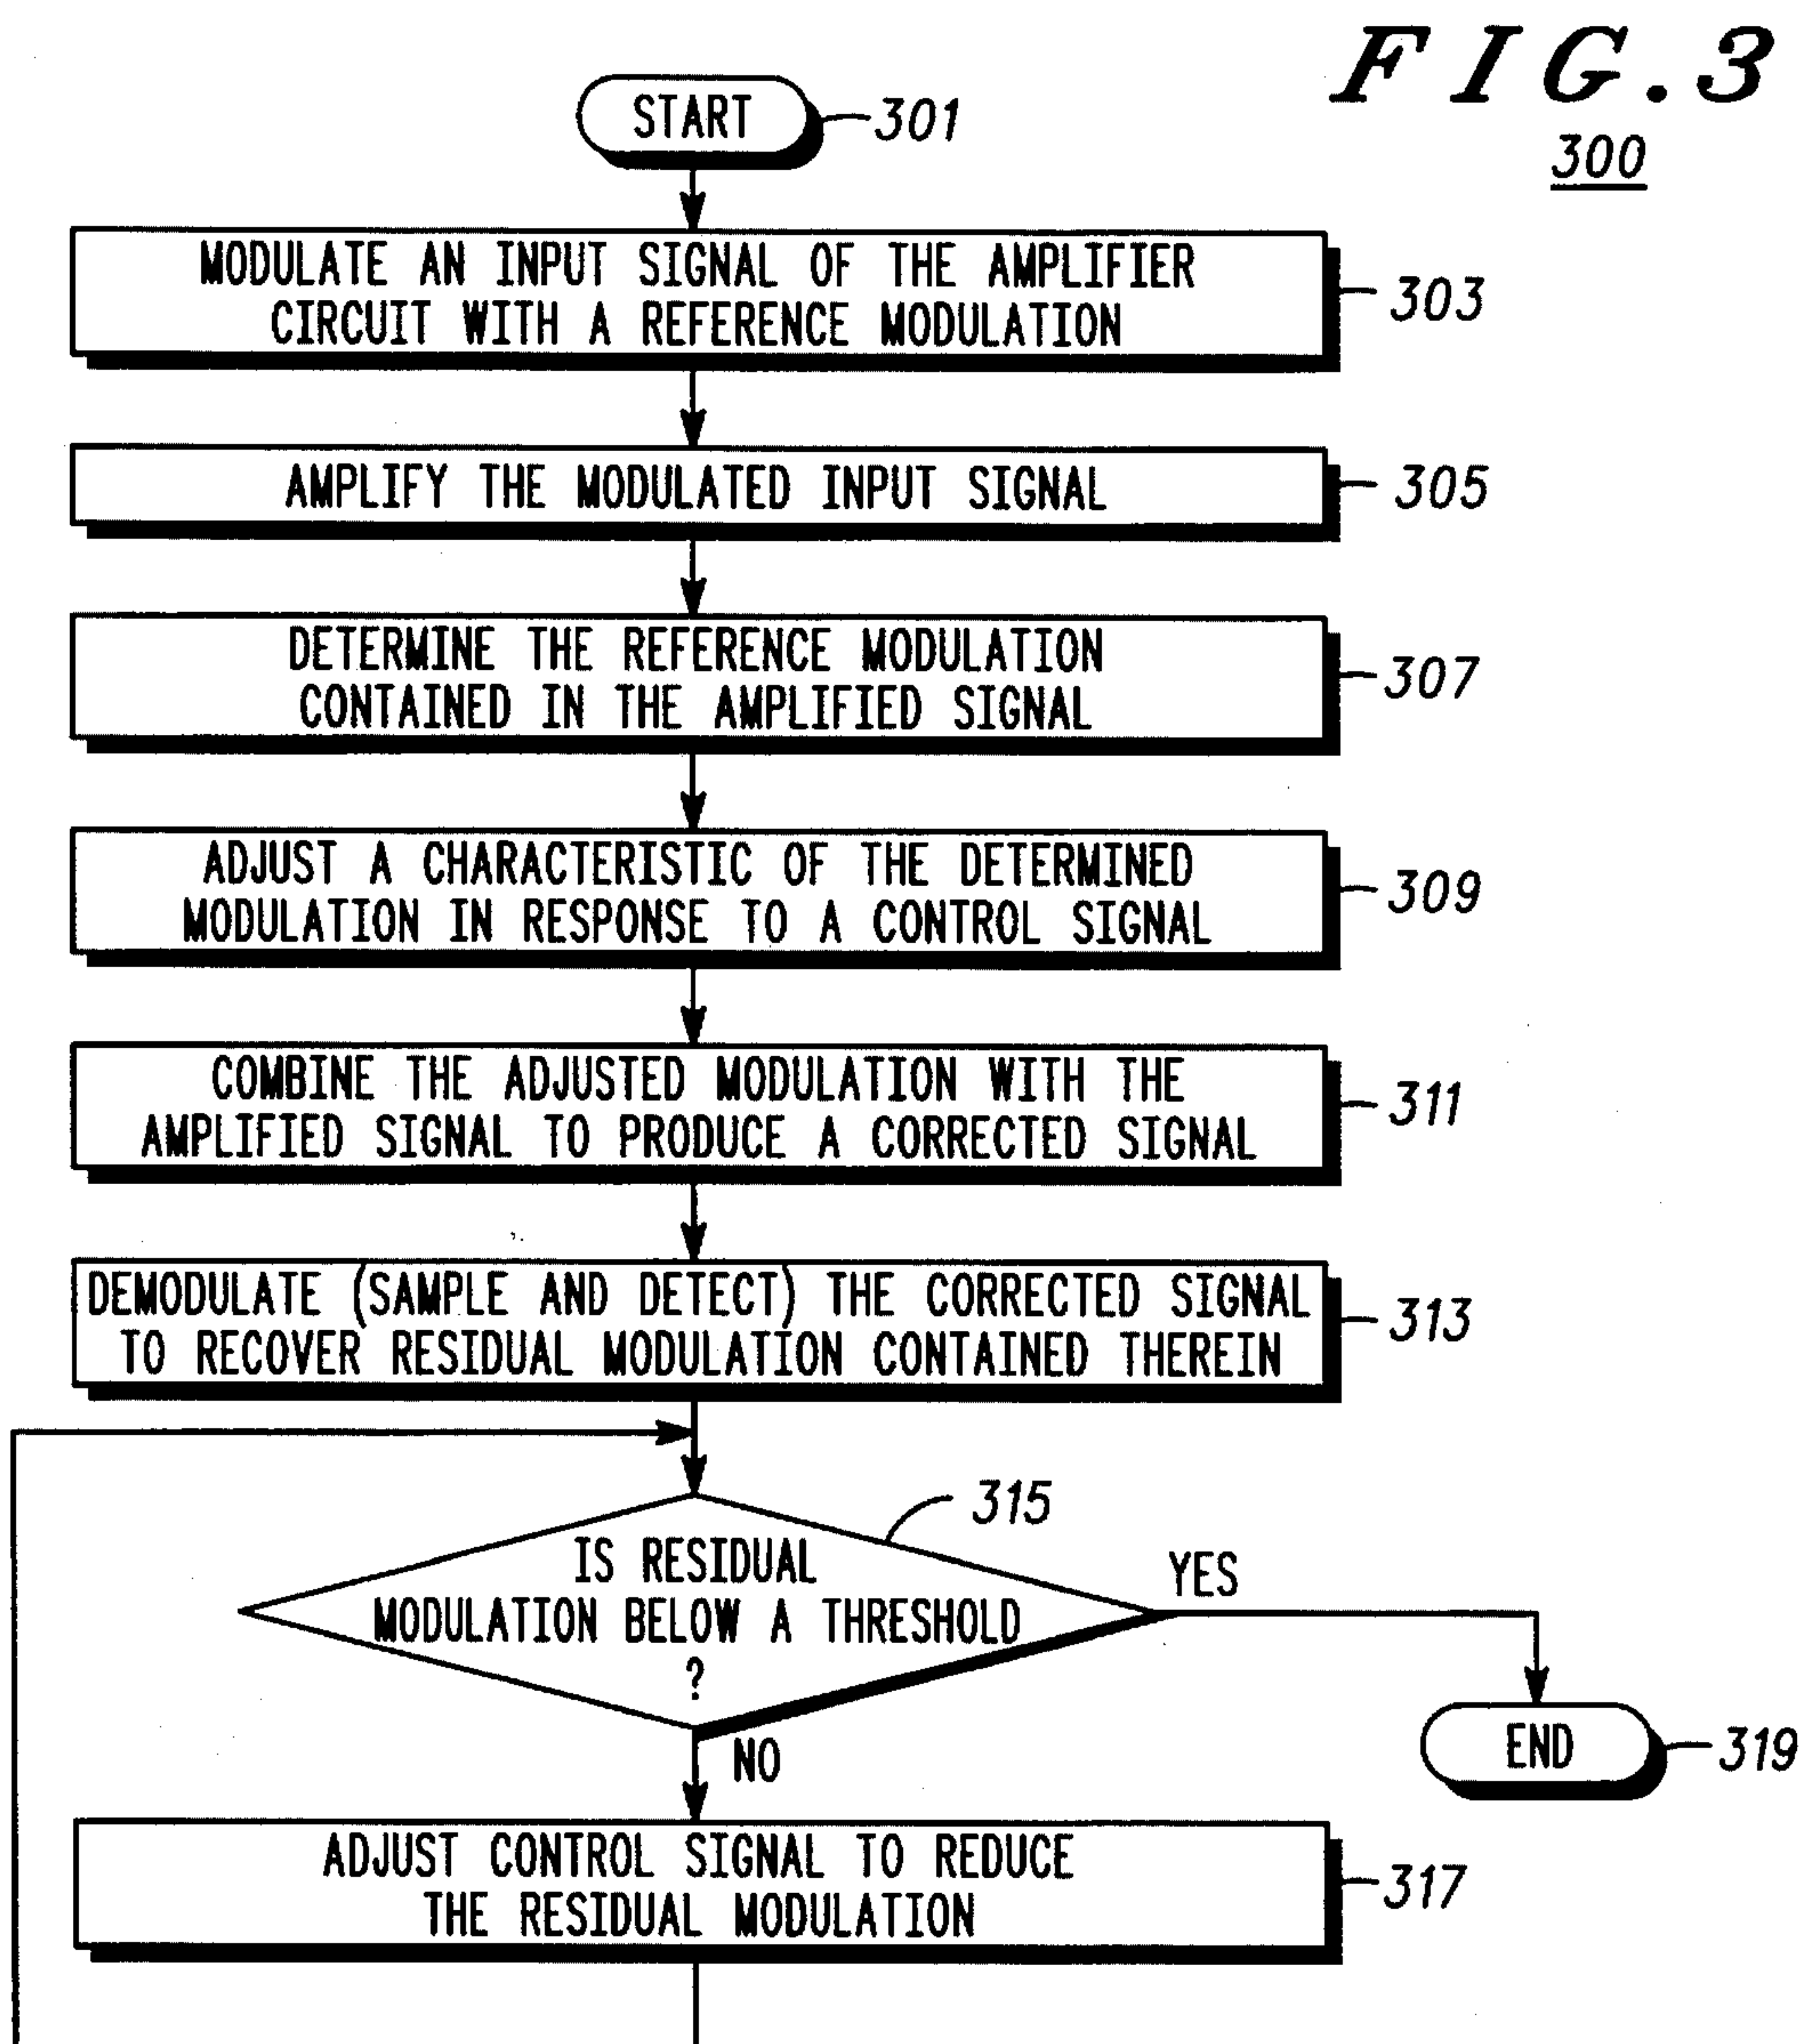 FIG.3
300
START
301
MODULATE AN INPUT SIGNAL OF THE AMPLIFIER
CIRCUIT WITH A REFERENCE MODULATION
303
AMPLIFY THE MODULATED INPUT SIGNAL
305
DETERMINE THE REFERENCE MODULATION
CONTAINED IN THE AMPLIFIED SIGNAL
307
ADJUST A CHARACTERISTIC OF THE DETERMINED
MODULATION IN RESPONSE TO A CONTROL SIGNAL
309
COMBINE THE ADJUSTED MODULATION WITH THE
AMPLIFIED SIGNAL TO PRODUCE A CORRECTED SIGNAL
311
DEMODULATE (SAMPLE AND DETECT) THE CORRECTED SIGNAL
TO RECOVER RESIDUAL MODULATION CONTAINED THEREIN
313
315
IS RESIDUAL
MODULATION BELOW A THRESHOLD
?
YES
NO
END
319
ADJUST CONTROL SIGNAL TO REDUCE
THE RESIDUAL MODULATION
317